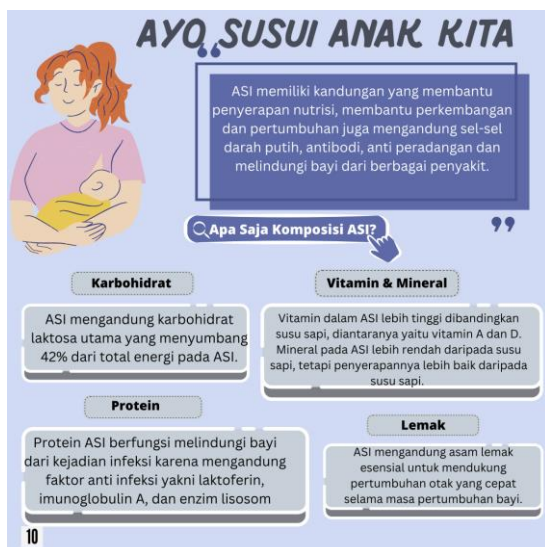 AYO SUSUI ANAK KITA
ASI memiliki kandungan yang membantu
penyerapan nutrisi, membantu perkembangan
dan pertumbuhan juga mengandung sel-sel
darah putih, antibodi, anti peradangan dan
melindungi bayi dari berbagai penyakit.
Apa Saja Komposisi ASI?
Karbohidrat
ASI mengandung karbohidrat
laktosa utama yang menyumbang
42% dari total energi pada ASI.
Vitamin & Mineral
Vitamin dalam ASI lebih tinggi dibandingkan
susu sapi, diantaranya yaitu vitamin A dan D.
Mineral pada ASI lebih rendah daripada susu
sapi, tetapi penyerapannya lebih baik daripada
susu sapi.
Protein
Protein ASI berfungsi melindungi bayi
dari kejadian infeksi karena mengandung
faktor anti infeksi yakni laktoferin,
imunoglobulin A, dan enzim lisosom
Lemak
ASI mengandung asam lemak
esensial untuk mendukung
pertumbuhan otak yang cepat
selama masa pertumbuhan bayi.
10